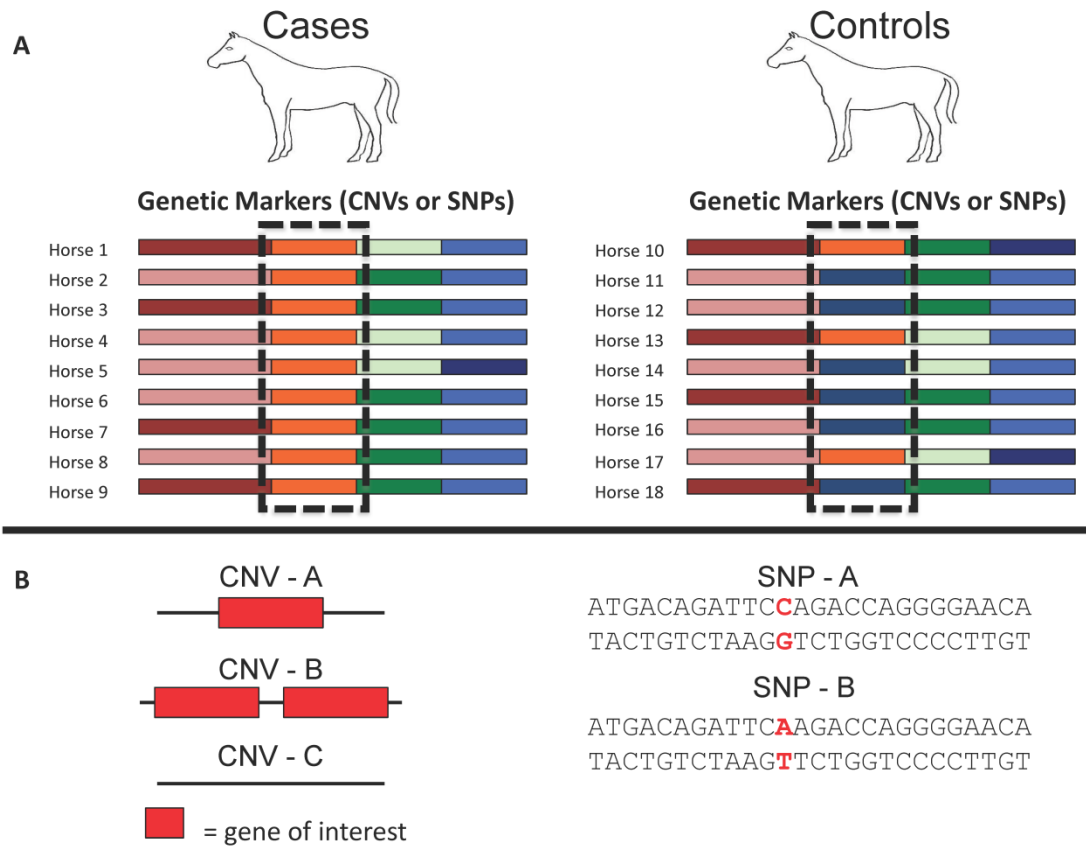 A
Cases
Controls
Genetic Markers (CNVs or SNPs)
Genetic Markers (CNVs or SNPs)
Horse 1
Horse 2
Horse 3
Horse 4
Horse 5
Horse 6
Horse 7
Horse 8
Horse 9
Horse 10
Horse 11
Horse 12
Horse 13
Horse 14
Horse 15
Horse 16
Horse 17
Horse 18
B
CNV - A
CNV - B
CNV - C
= gene of interest
SNP - A
ATGACAGATTCCAGACCAGGGGAACA
TACTGTCTAAGGTCTGGTCCCCTTGT
SNP - B
ATGACAGATTCAAGACCAGGGGAACA
TACTGTCTAAGTTCTGGTCCCCTTGT